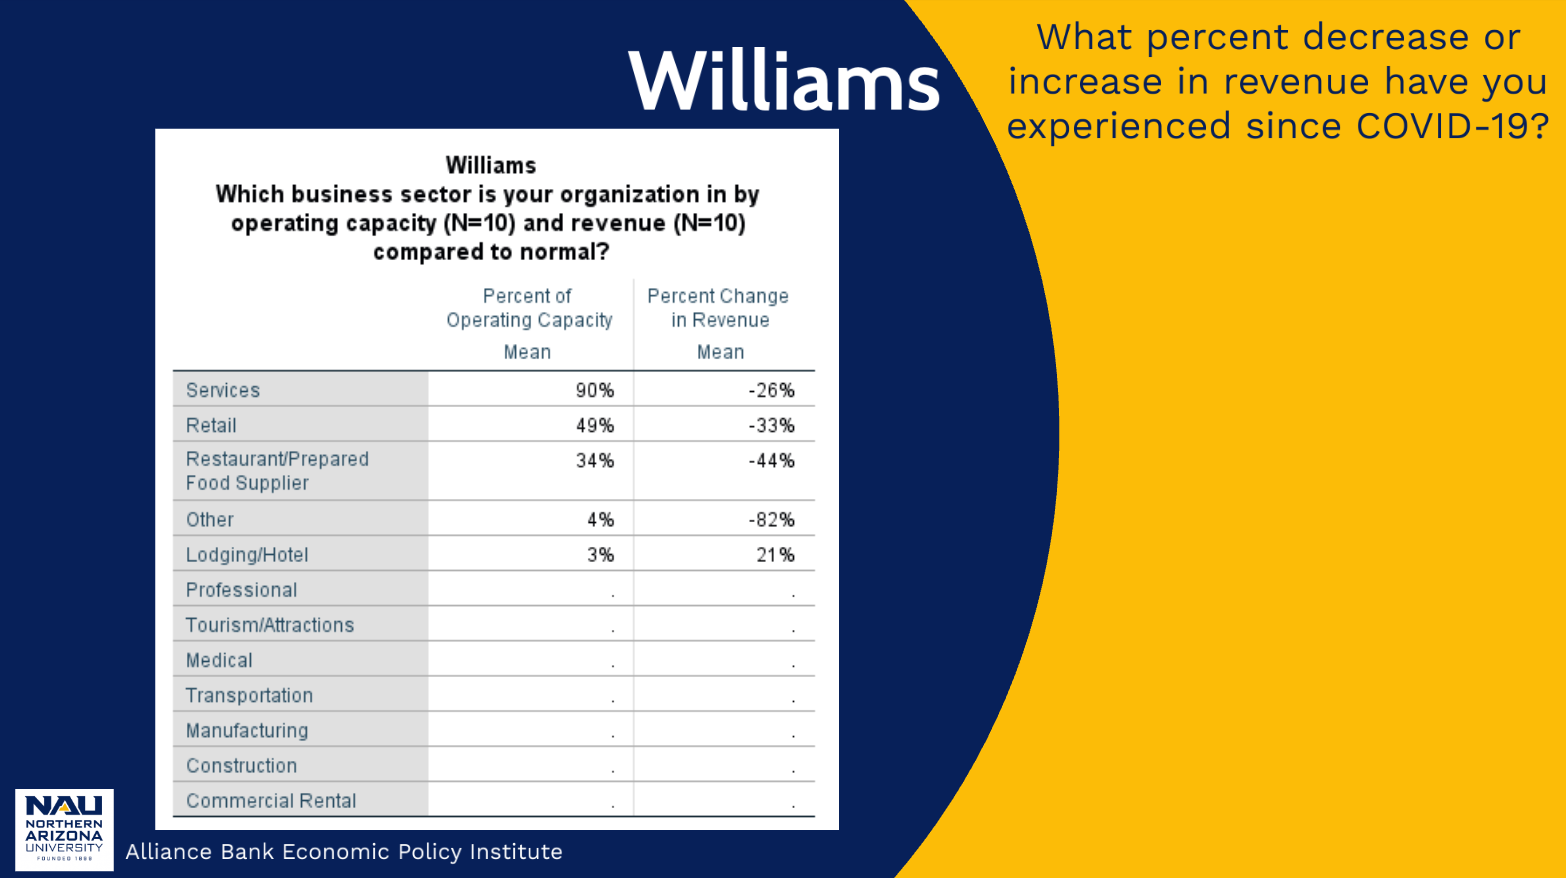 Williams
What percent decrease or
increase in revenue have you
experienced since COVID-19?
Williams
Which business sector is your organization in by
operating capacity (N=10) and revenue (N=10)
compared to normal?
Percent of Operating Capacity Percent Change in Revenue
Mean Mean
Services 90% -26%
Retail 49% -33%
Restaurant/Prepared Food Supplier 34% -44%
Other 4% -82%
Lodging/Hotel 3% 21%
Professional . .
Tourism/Attractions . .
Medical . .
Transportation . .
Manufacturing . .
Construction . .
Commercial Rental . .
NAU
NORTHERN
ARIZONA
UNIVERSITY
FOUNDED 1899
Alliance Bank Economic Policy Institute